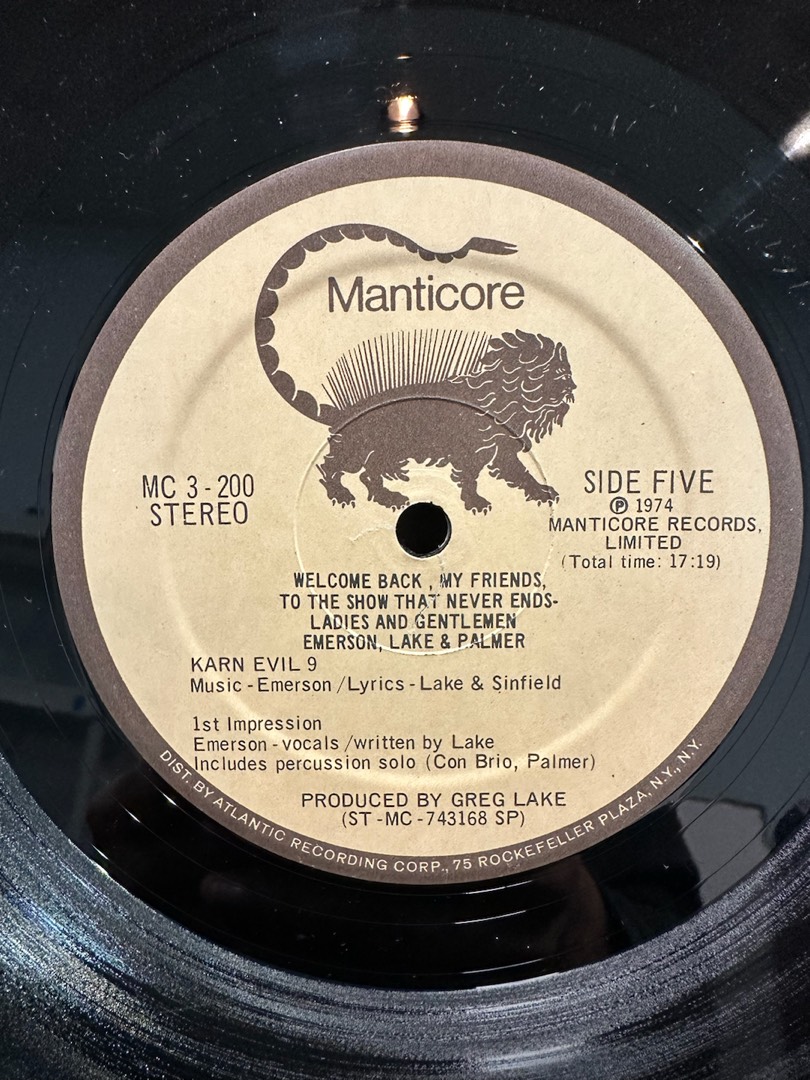 Manticore
MC 3 - 200
STEREO
SIDE FIVE
℗ 1974
MANTICORE RECORDS,
LIMITED
(Total time: 17:19)
WELCOME BACK , MY FRIENDS,
TO THE SHOW THAT NEVER ENDS-
LADIES AND GENTLEMEN
EMERSON, LAKE & PALMER
KARN EVIL 9
Music - Emerson / Lyrics - Lake & Sinfield
1st Impression
Emerson - vocals / written by Lake
Includes percussion solo (Con Brio, Palmer)
PRODUCED BY GREG LAKE
(ST - MC - 743168 SP)
DIST. BY ATLANTIC RECORDING CORP., 75 ROCKEFELLER PLAZA, N.Y., N.Y.